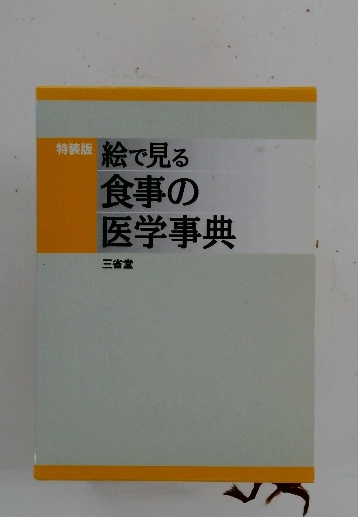 特装版
絵で見る
食事の
医学事典
三省堂